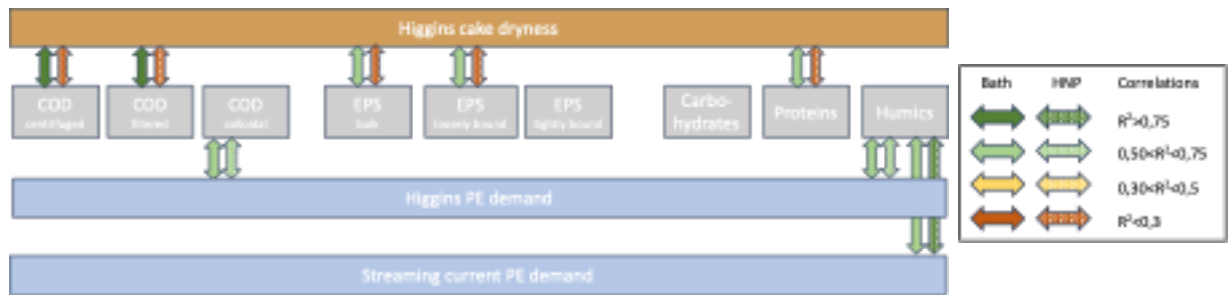 Higgins cake dryness
COD
centrifuged
COD
filtered
COD
colloidal
EPS
bulk
EPS
loosely bound
EPS
tightly bound
Carbo-
hydrates
Proteins
Humics
Higgins PE demand
Streaming current PE demand
Bath HNP Correlations
R²>0,75
0,50<R²<0,75
0,30<R²<0,5
R²<0,3